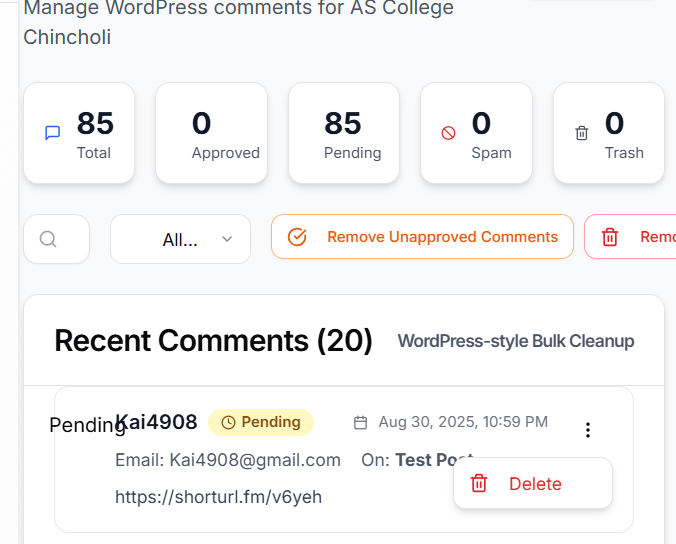 Manage WordPress comments for AS College
Chincholi
85 0 85 0 0
Total Approved Pending Spam Trash
All... Remove Unapproved Comments Remo
Recent Comments (20) WordPress-style Bulk Cleanup
Pending Kai4908 Pending Aug 30, 2025, 10:59 PM
Email: Kai4908@gmail.com On: Test Post
https://shorturl.fm/v6yeh Delete